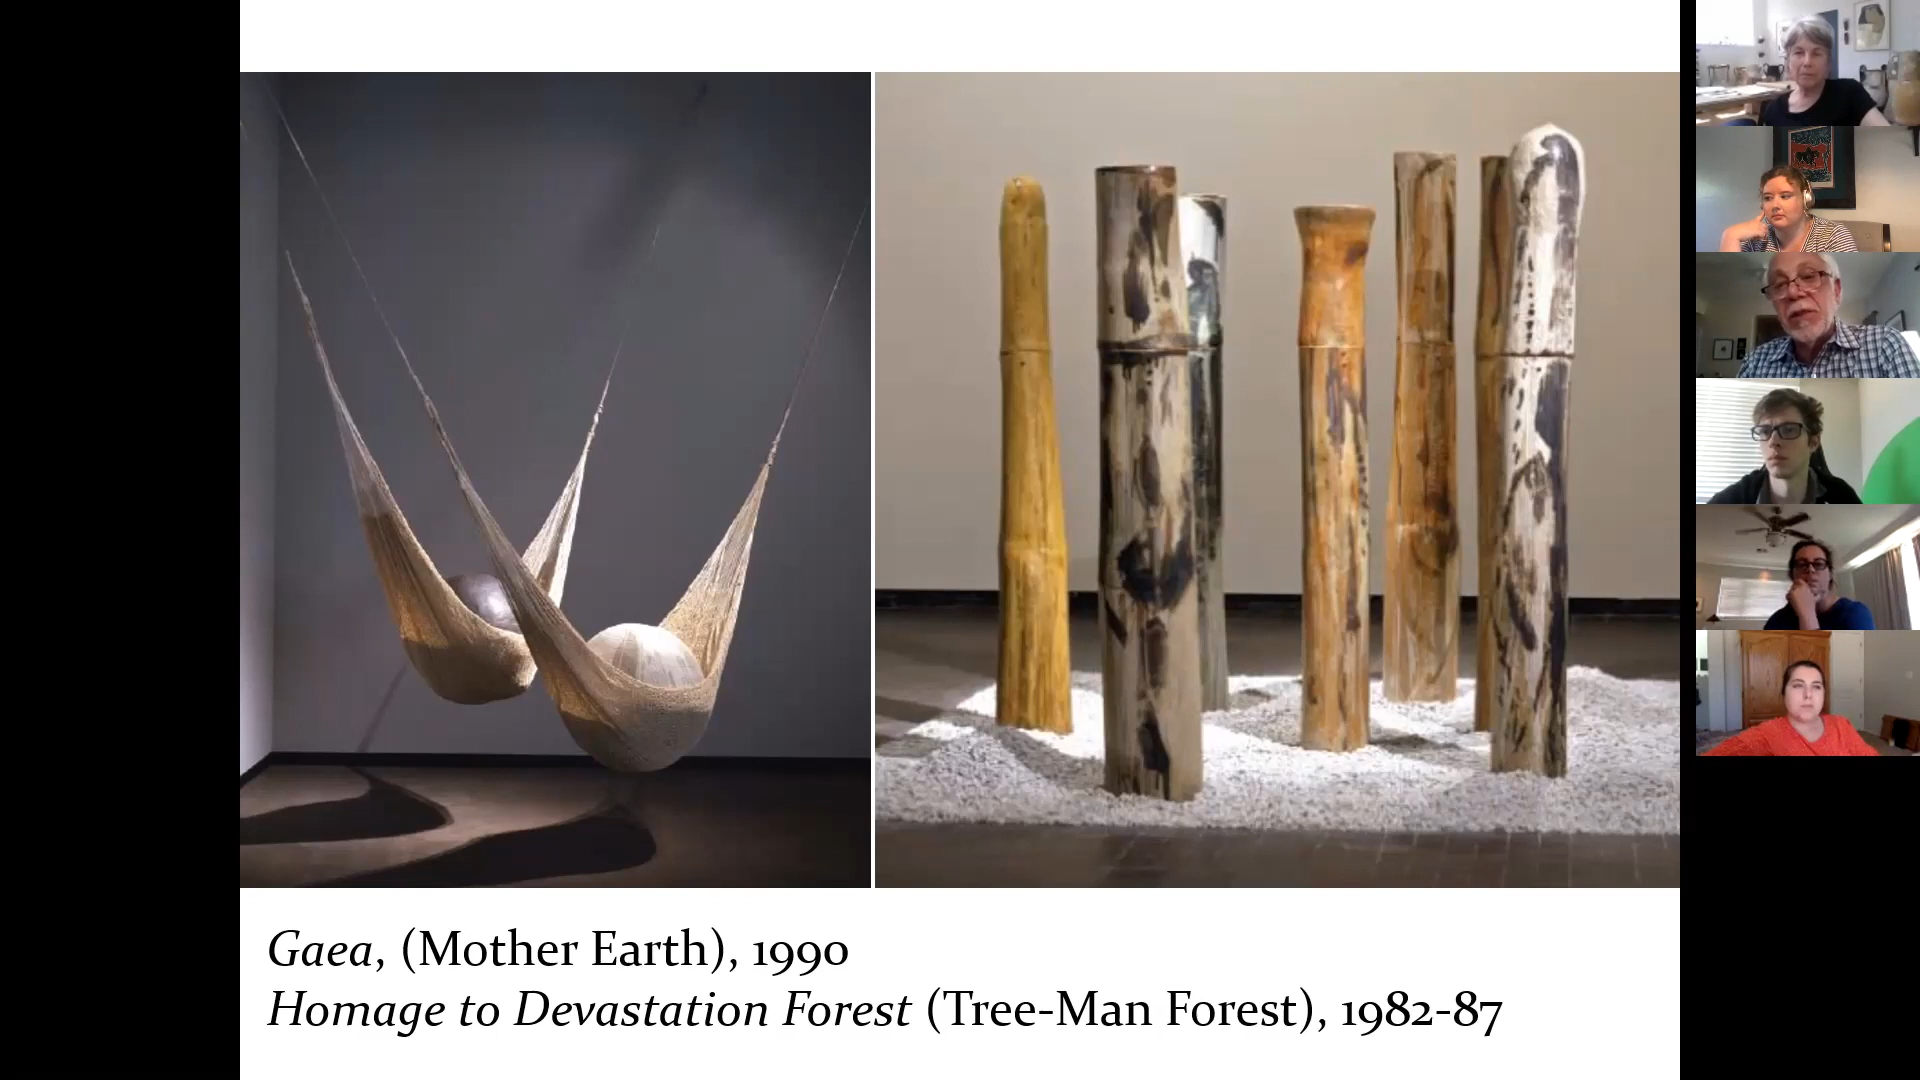 Gaea, (Mother Earth), 1990
Homage to Devastation Forest (Tree-Man Forest), 1982-87